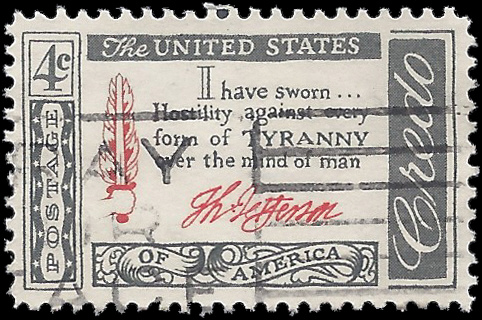 4c
The UNITED STATES
I have sworn...
Hostility against every
form of TYRANNY
over the mind of man
Th. Jefferson
OF AMERICA
POSTAGE
Credo